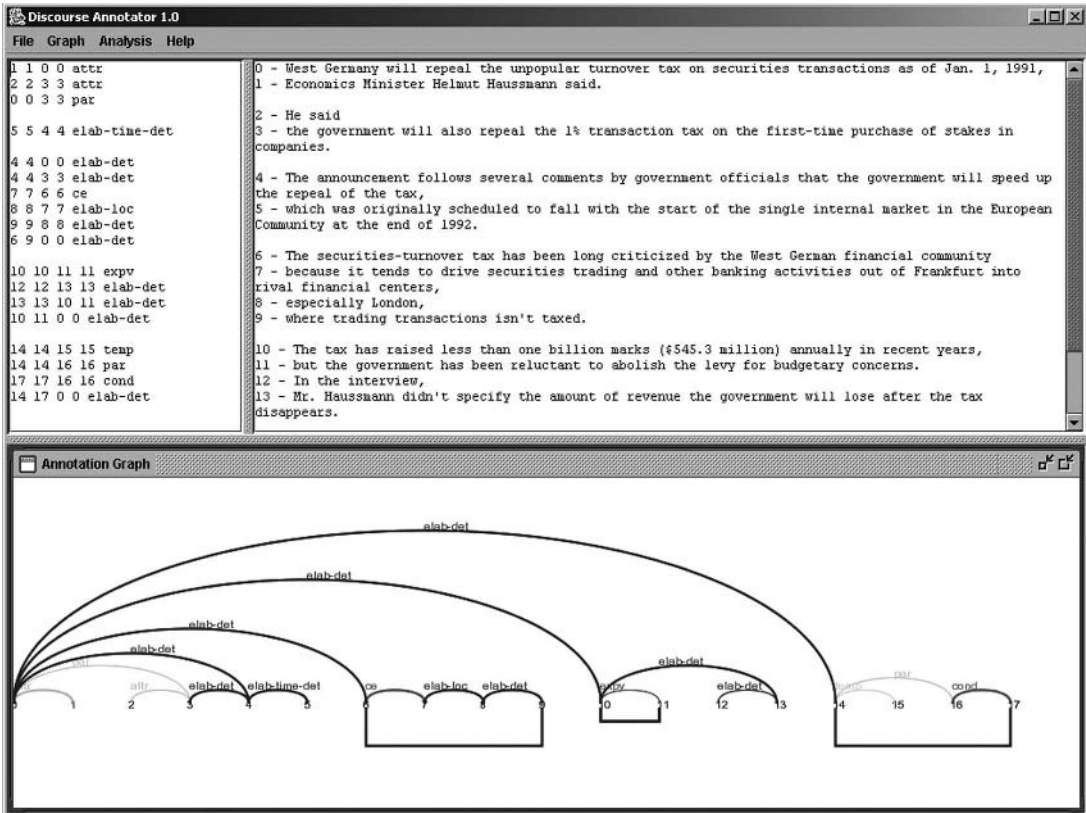 Discourse Annotator 1.0
File Graph Analysis Help
1 1 0 0 attr
2 2 3 3 attr
0 0 3 3 par
5 5 4 4 elab-time-det
4 4 0 0 elab-det
4 4 3 3 elab-det
7 7 6 6 ce
8 8 7 7 elab-loc
9 9 8 8 elab-det
6 9 0 0 elab-det
10 10 11 11 expv
12 12 13 13 elab-det
13 13 10 11 elab-det
10 11 0 0 elab-det
14 14 15 15 temp
14 14 16 16 par
17 17 16 16 cond
14 17 0 0 elab-det
0 - West Germany will repeal the unpopular turnover tax on securities transactions as of Jan. 1, 1991,
1 - Economics Minister Helmut Haussmann said.
2 - He said
3 - the government will also repeal the 1% transaction tax on the first-time purchase of stakes in
companies.
4 - The announcement follows several comments by government officials that the government will speed up
the repeal of the tax,
5 - which was originally scheduled to fall with the start of the single internal market in the European
Community at the end of 1992.
6 - The securities-turnover tax has been long criticized by the West German financial community
7 - because it tends to drive securities trading and other banking activities out of Frankfurt into
rival financial centers,
8 - especially London,
9 - where trading transactions isn't taxed.
10 - The tax has raised less than one billion marks ($545.3 million) annually in recent years,
11 - but the government has been reluctant to abolish the levy for budgetary concerns.
12 - In the interview,
13 - Mr. Haussmann didn't specify the amount of revenue the government will lose after the tax
disappears.
Annotation Graph
elab-det
elab-det
elab-det
elab-det
elab-det
par
par
attr elab-det elab-time-det ce elab-loc elab-det expv elab-det cond
1 2 3 4 5 6 7 8 9 0 1 12 13 4 15 16 7